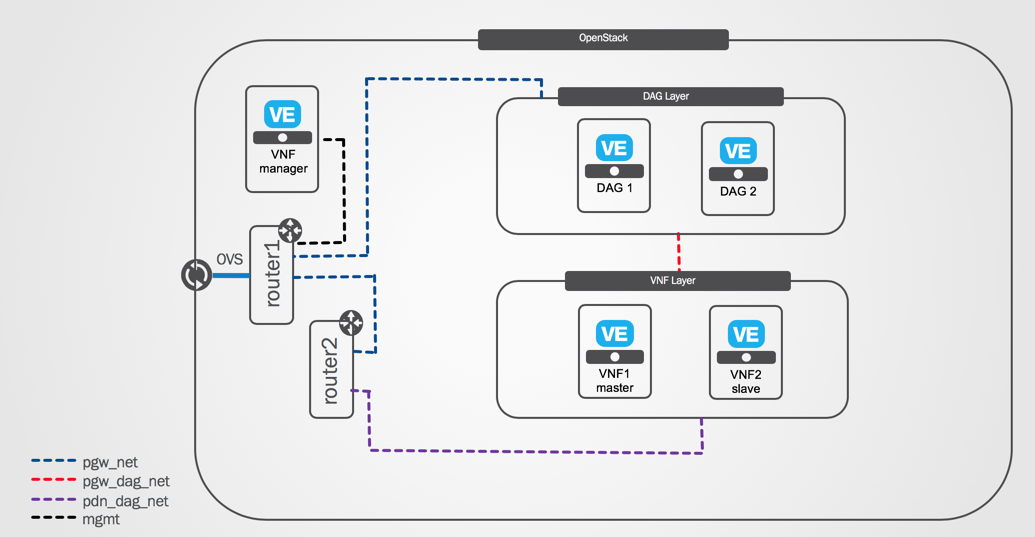 OpenStack
DAG Layer
VE
VNF
manager
VE
DAG 1
VE
DAG 2
OVS
router1
VNF Layer
router2
VE
VNF1
master
VE
VNF2
slave
pgw_net
pgw_dag_net
pdn_dag_net
mgmt